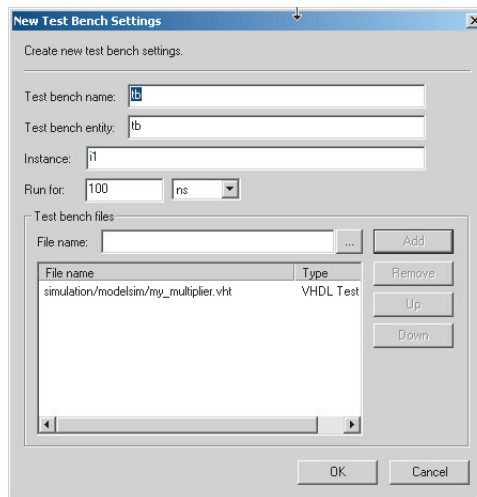 New Test Bench Settings
Create new test bench settings.
Test bench name: tb
Test bench entity: tb
Instance: i1
Run for: 100 ns
Test bench files
File name: ... Add
File name Type Remove
simulation/modelsim/my_multiplier.vht VHDL Test
Up
Down
OK Cancel